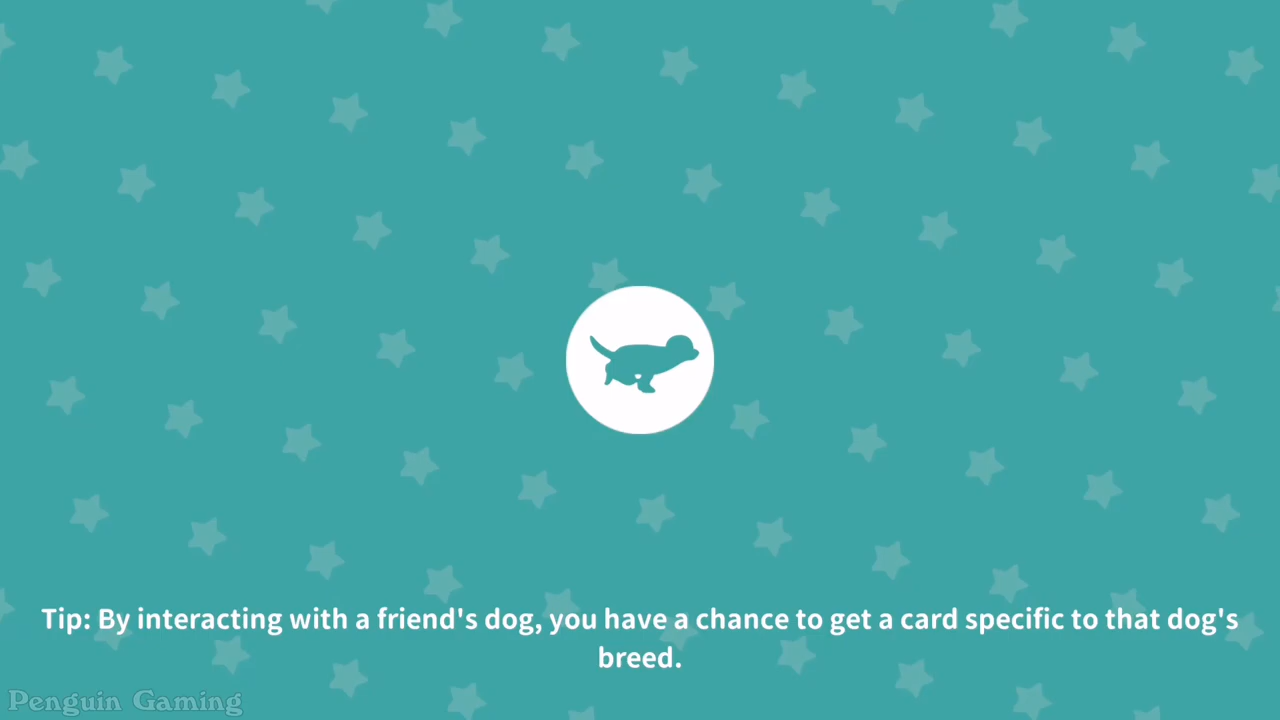 Tip: By interacting with a friend's dog, you have a chance to get a card specific to that dog's
breed.
Penguin Gaming